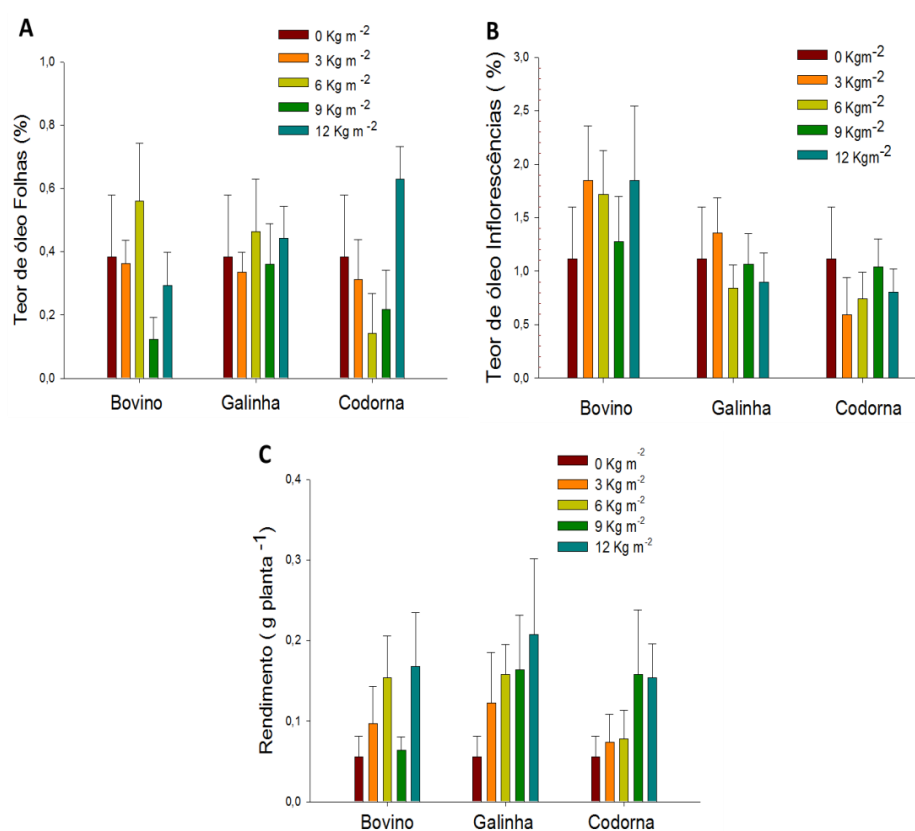 A
0 Kg m -2
3 Kg m -2
6 Kg m -2
9 Kg m -2
12 Kg m -2
Teor de óleo Folhas (%)
1,0
0,8
0,6
0,4
0,2
0,0
Bovino Galinha Codorna
B
0 Kgm-2
3 Kgm-2
6 Kgm-2
9 Kgm-2
12 Kgm-2
Teor de óleo Inflorescências ( %)
3,0
2,5
2,0
1,5
1,0
0,5
0,0
Bovino Galinha Codorna
C
0 Kg m -2
3 Kg m -2
6 Kg m -2
9 Kg m -2
12 Kg m -2
Rendimento ( g planta -1)
0,4
0,3
0,2
0,1
0,0
Bovino Galinha Codorna